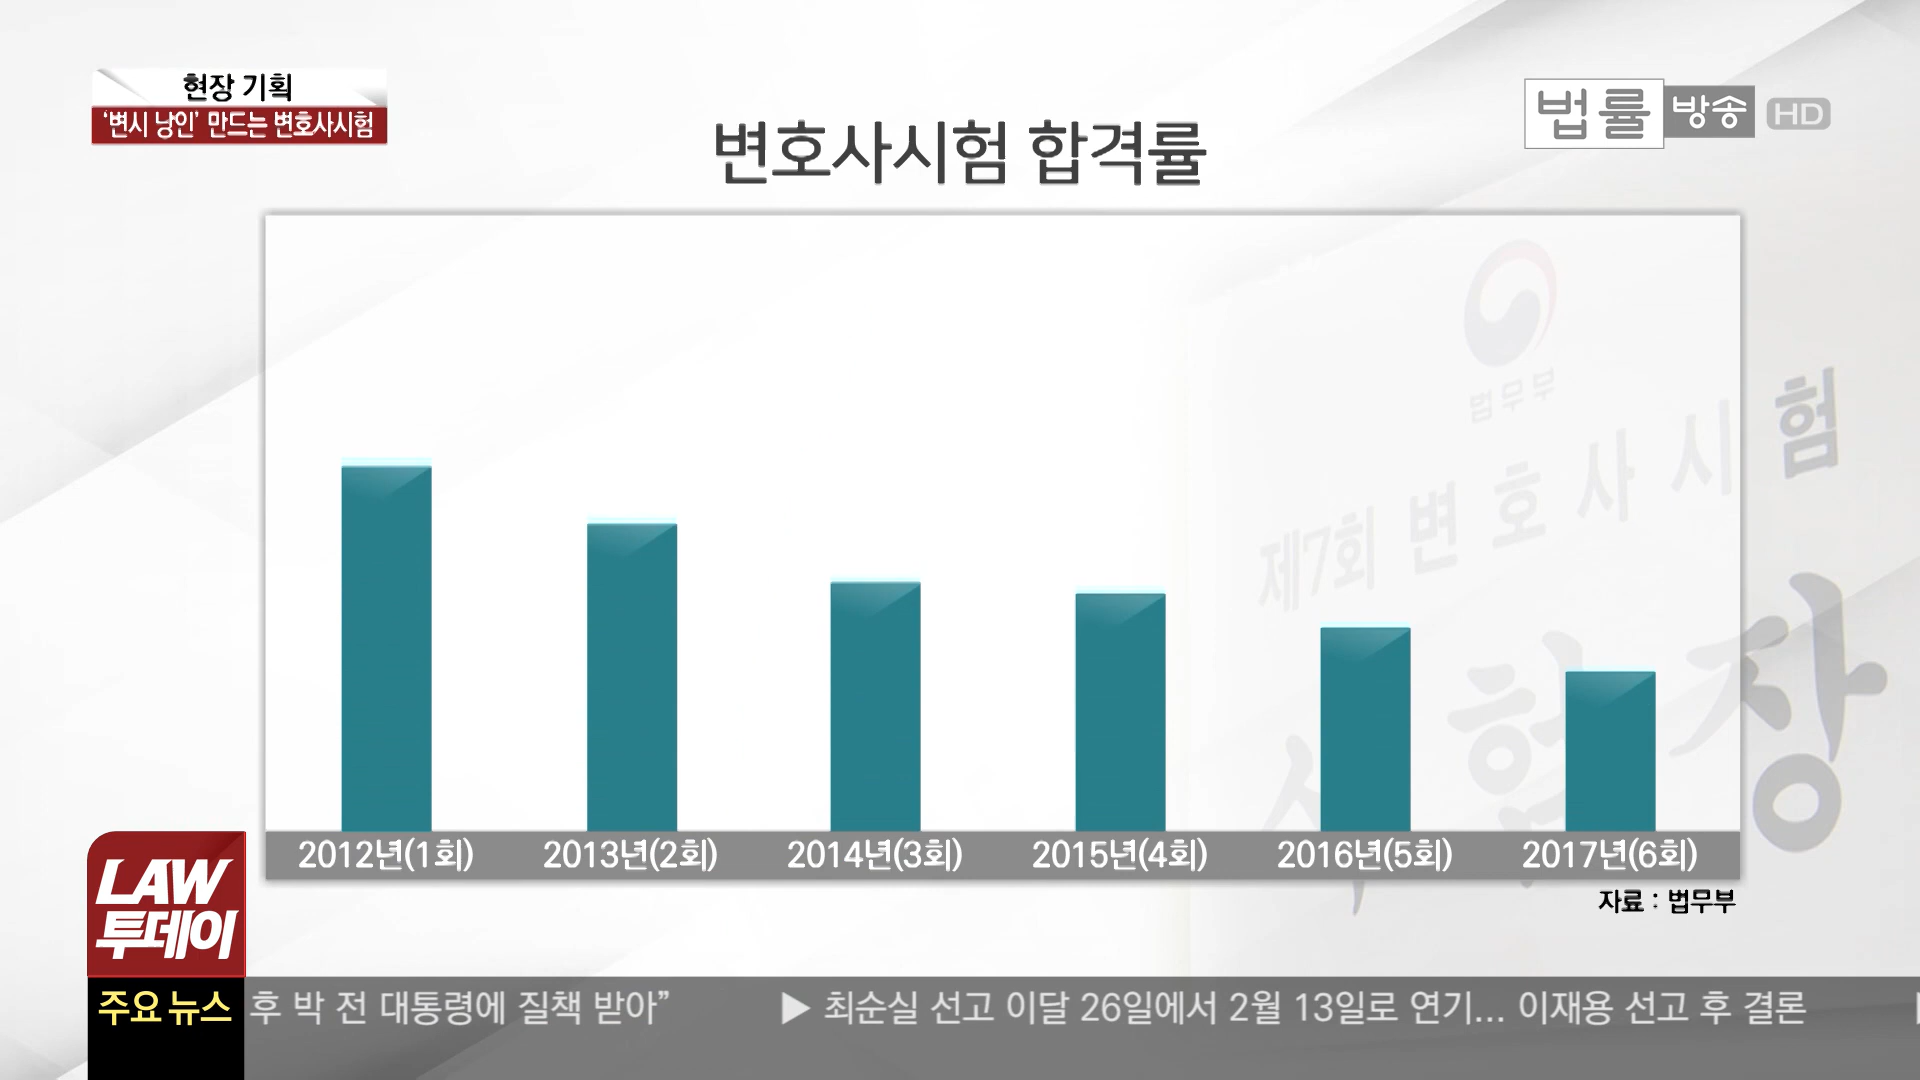 현장 기획
‘변시 낭인’ 만드는 변호사시험
변호사시험 합격률
법률방송 HD
법무부
제7회 변호사시험
시험장
2012년(1회) 2013년(2회) 2014년(3회) 2015년(4회) 2016년(5회) 2017년(6회)
자료 : 법무부
LAW
투데이
주요 뉴스 후 박 전 대통령에 질책 받아” ▶ 최순실 선고 이달 26일에서 2월 13일로 연기... 이재용 선고 후 결론